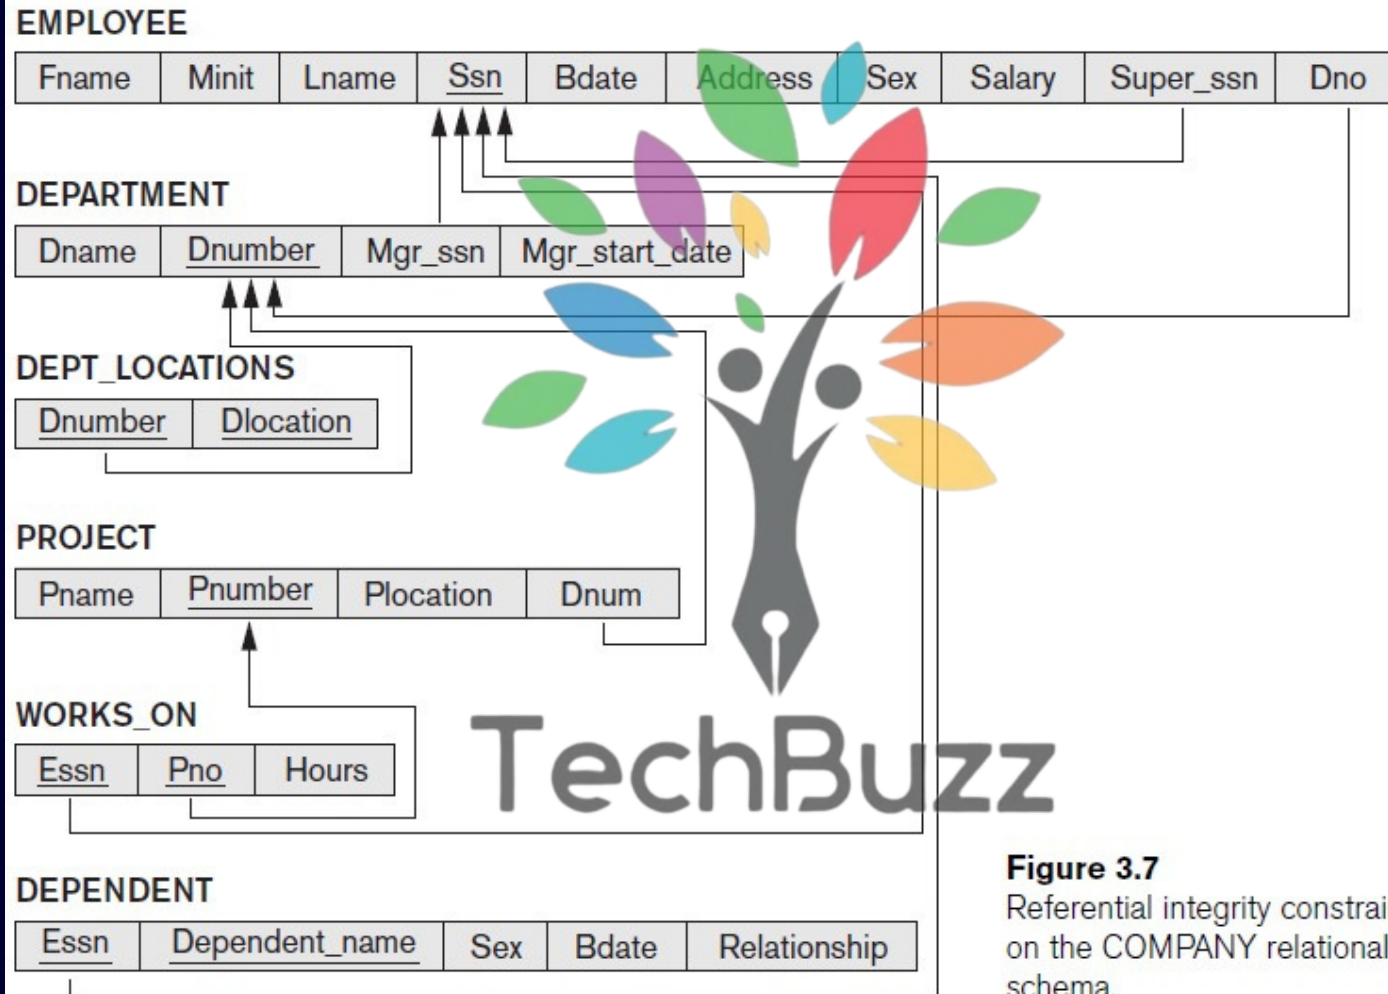 EMPLOYEE
Fname Minit Lname Ssn Bdate Address Sex Salary Super_ssn Dno
DEPARTMENT
Dname Dnumber Mgr_ssn Mgr_start_date
DEPT_LOCATIONS
Dnumber Dlocation
PROJECT
Pname Pnumber Plocation Dnum
WORKS_ON
Essn Pno Hours
TechBuzz
DEPENDENT
Essn Dependent_name Sex Bdate Relationship
Figure 3.7
Referential integrity constrai
on the COMPANY relational
schema